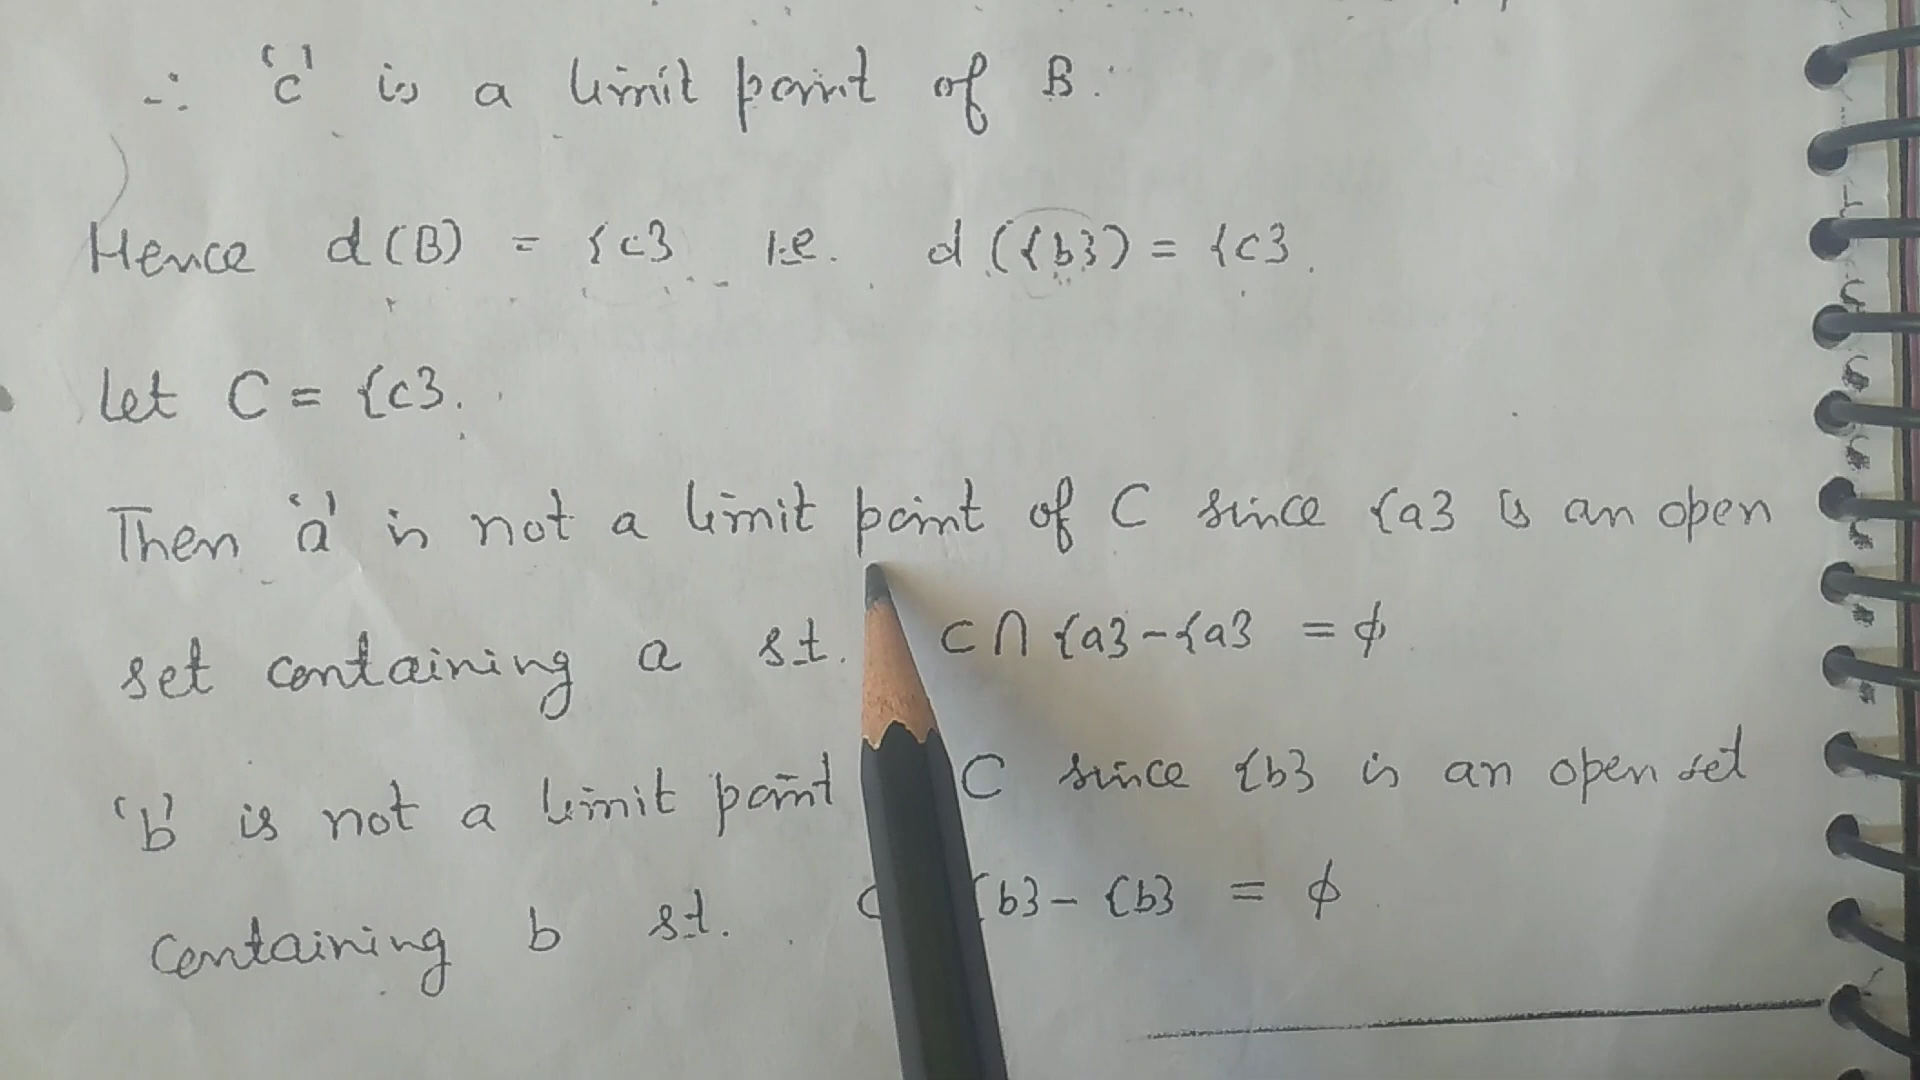 ∴ 'c' is a limit point of B.
Hence d(B) = {c} i.e. d({b}) = {c}.
Let C = {c}.
Then 'a' is not a limit point of C since {a} is an open
set containing a s.t. C∩{a}-{a} = ϕ
'b' is not a limit point C since {b} is an open set
containing b s.t. {b}-{b} = ϕ